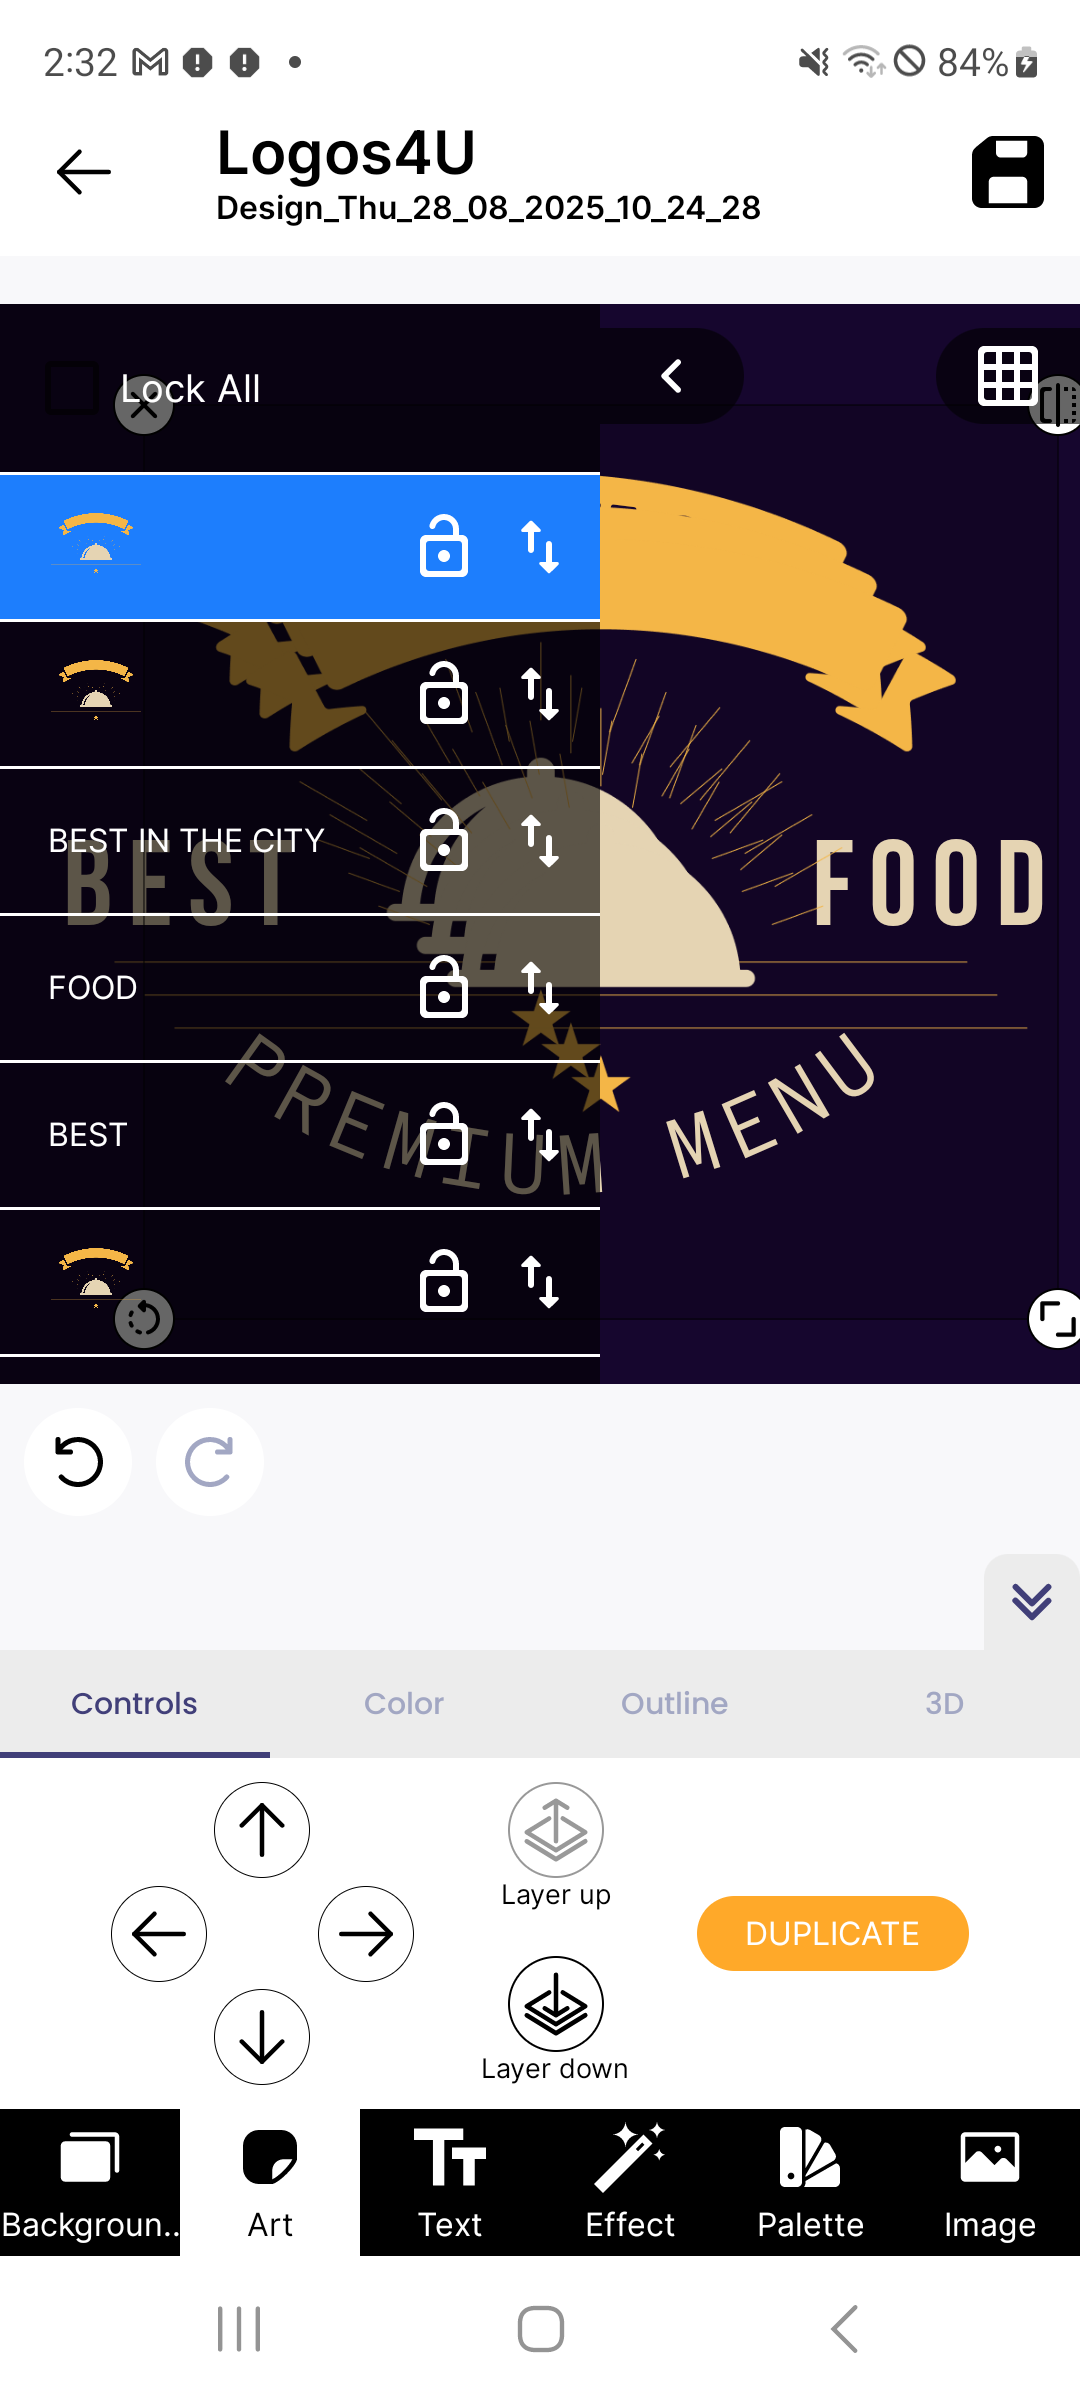 2:32
84%
Logos4U
Design_Thu_28_08_2025_10_24_28
Lock All
BEST IN THE CITY
BEST
FOOD
FOOD
BEST
PREMIUM MENU
Controls
Color
Outline
3D
Layer up
DUPLICATE
Layer down
Backgroun..
Art
Text
Effect
Palette
Image